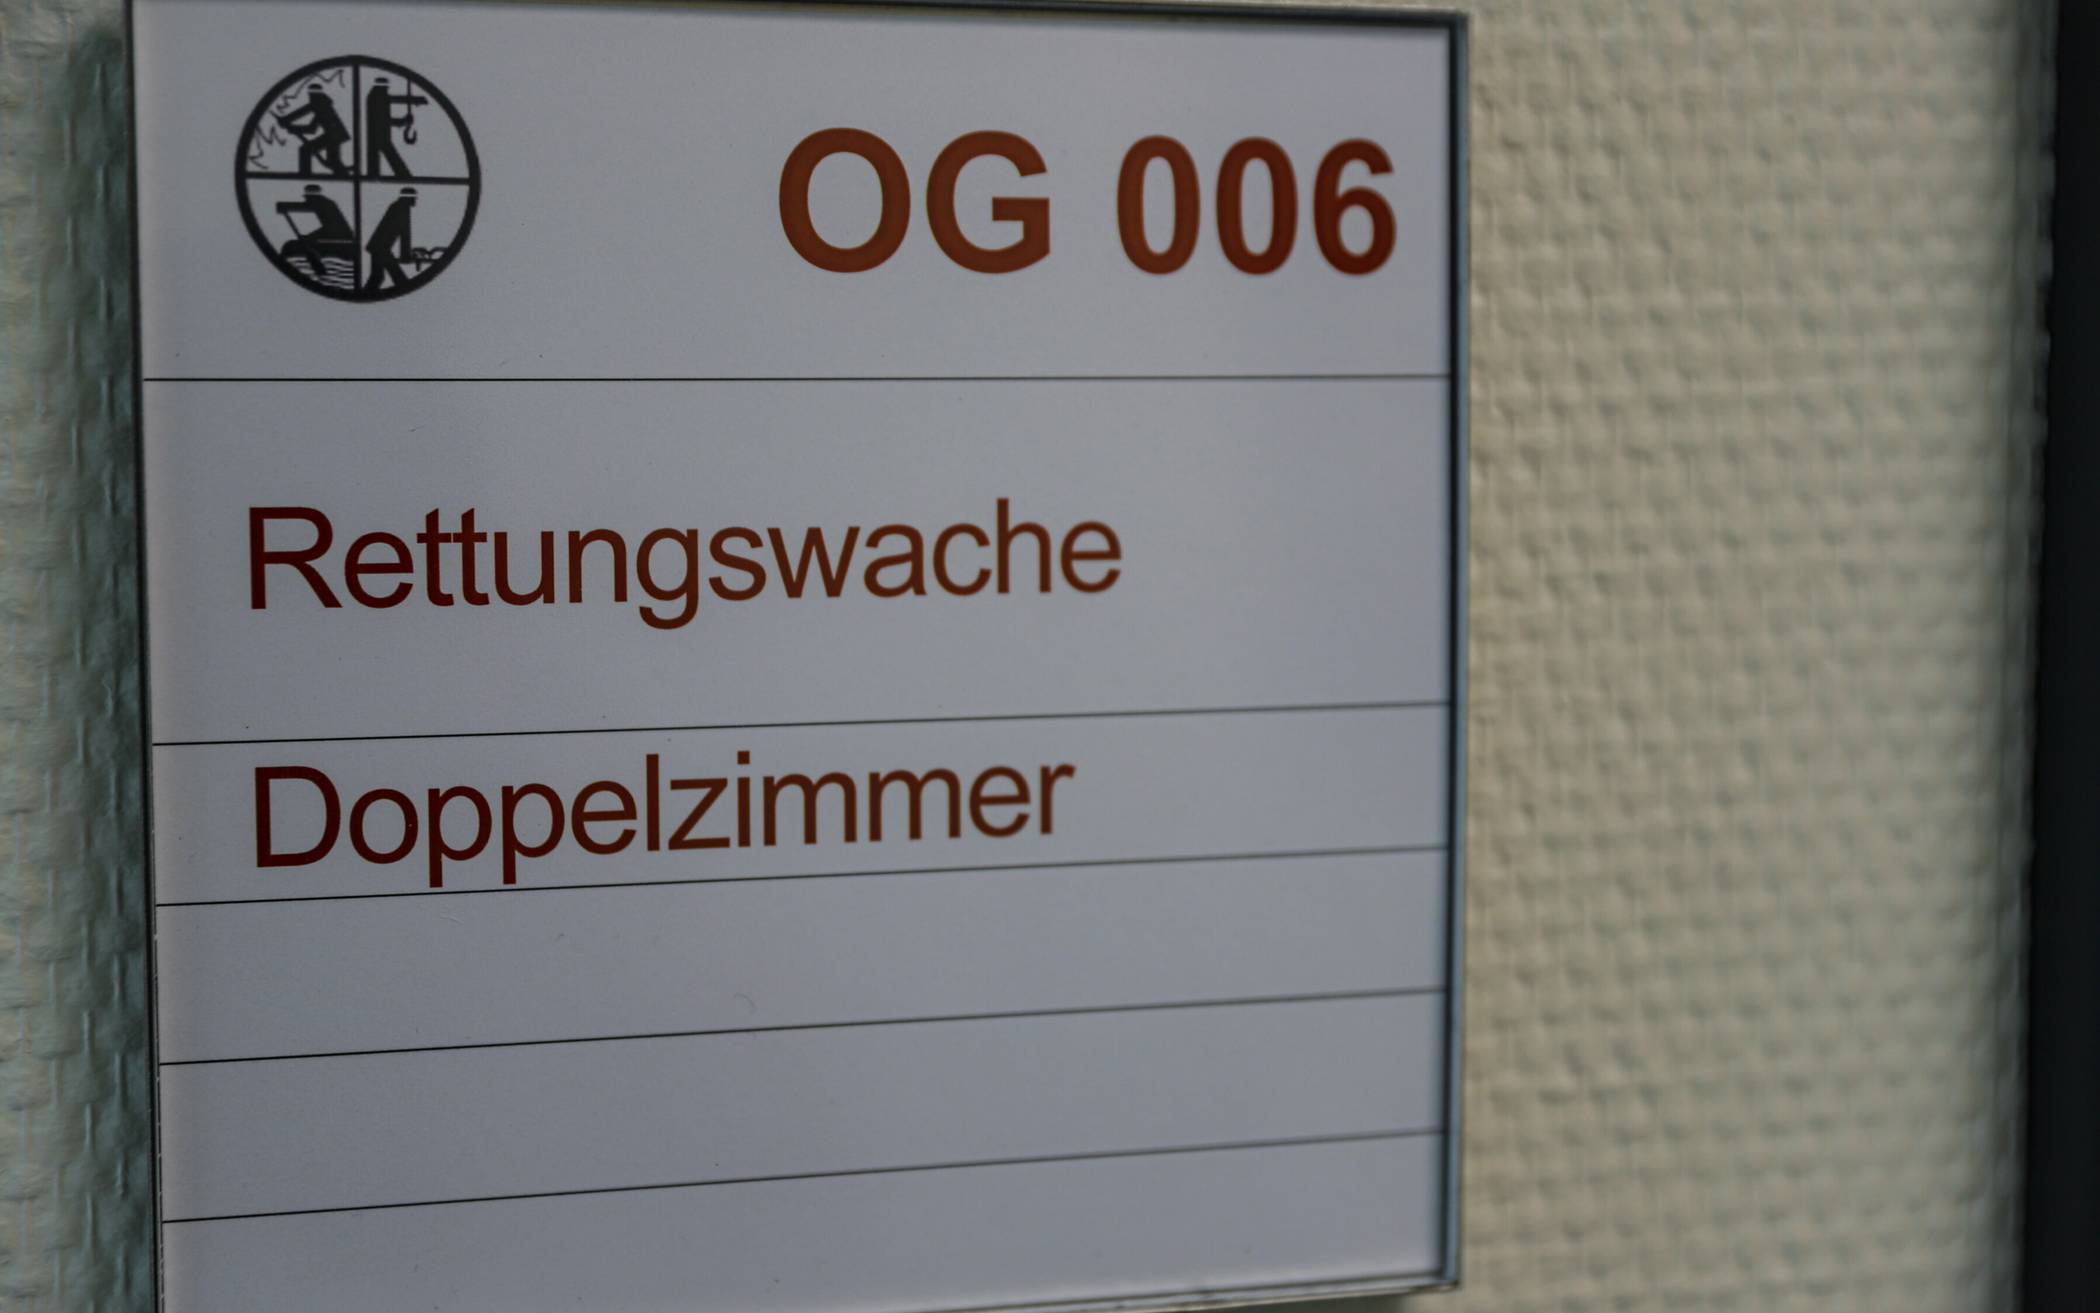 OG 006
Rettungswache
Doppelzimmer